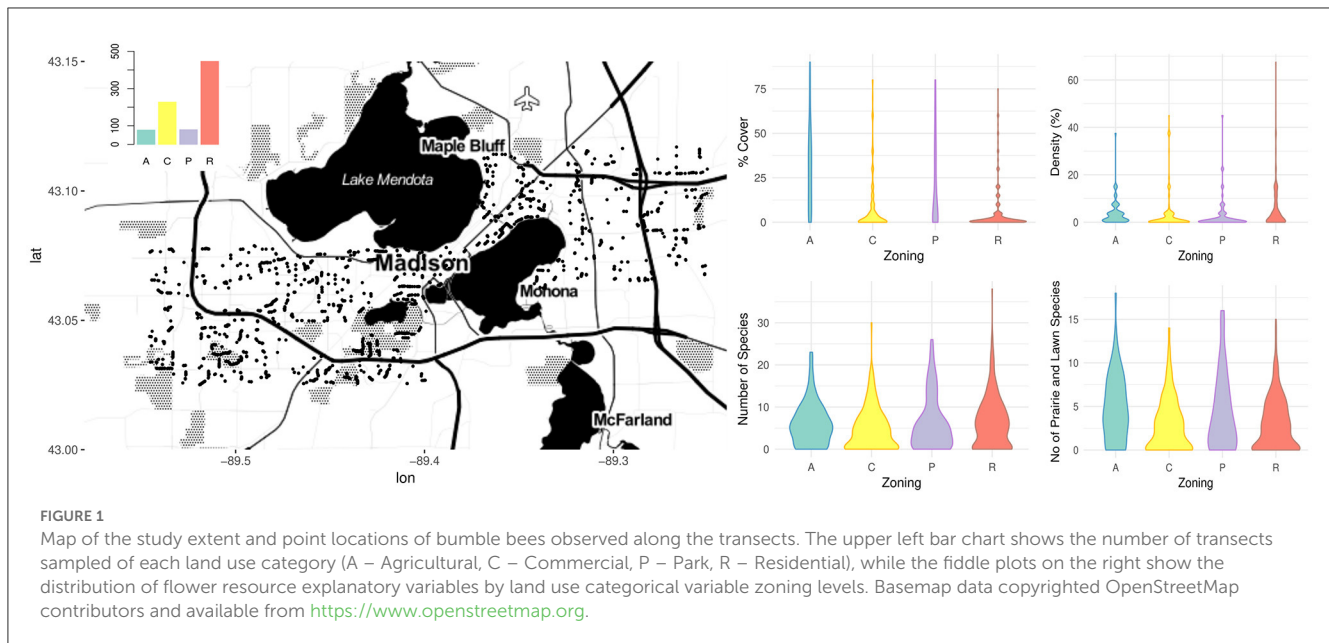 500
300
100
0
A C P R
43.15
43.10
43.05
43.00
lat
Maple Bluff
Lake Mendota
Madison
Monona
McFarland
−89.5 −89.4 −89.3
lon
% Cover
75
50
25
0
A C P R
Zoning
Density (%)
60
40
20
0
A C P R
Zoning
Number of Species
30
20
10
0
A C P R
Zoning
No of Prairie and Lawn Species
15
10
5
0
A C P R
Zoning
FIGURE 1
Map of the study extent and point locations of bumble bees observed along the transects. The upper left bar chart shows the number of transects
sampled of each land use category (A – Agricultural, C – Commercial, P – Park, R – Residential), while the fiddle plots on the right show the
distribution of flower resource explanatory variables by land use categorical variable zoning levels. Basemap data copyrighted OpenStreetMap
contributors and available from https://www.openstreetmap.org.